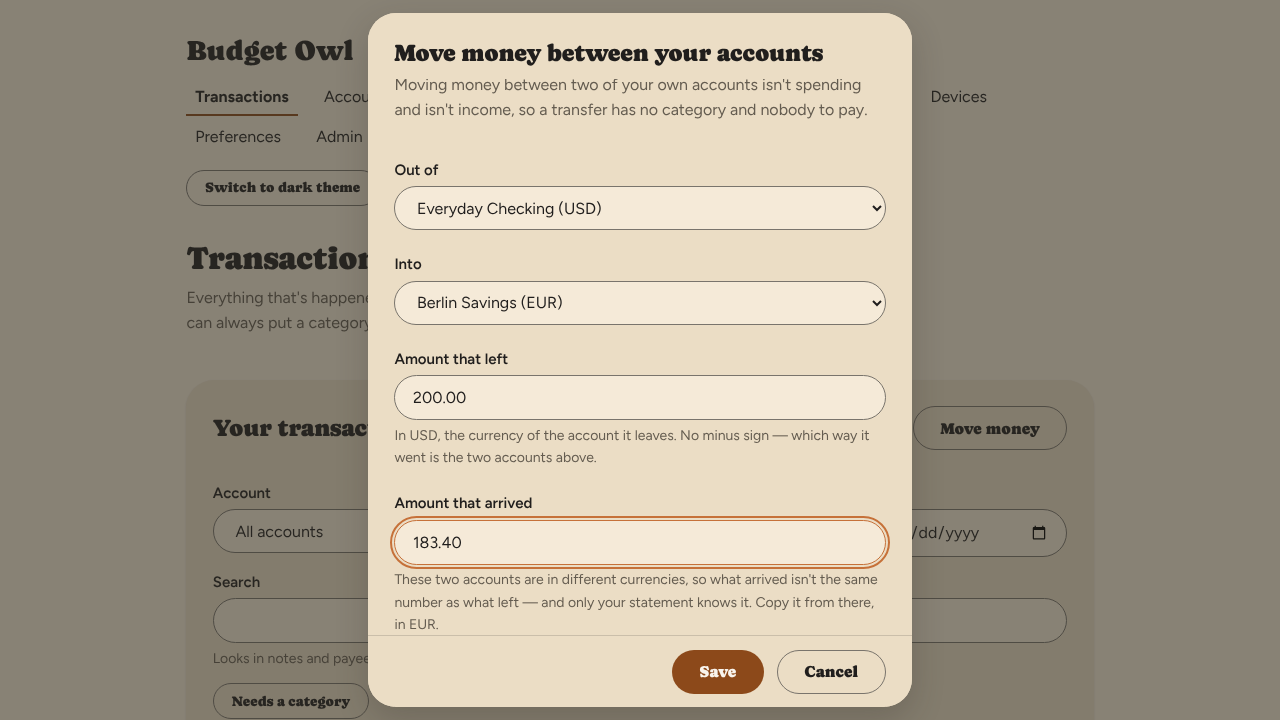 Budget Owl
Transactions
Devices
Preferences
Admin
Switch to dark theme
Everything that's
can always put a category
Move money between your accounts
Moving money between two of your own accounts isn't spending
and isn't income, so a transfer has no category and nobody to pay.
Out of
Everyday Checking (USD)
Into
Berlin Savings (EUR)
Amount that left
200.00
In USD, the currency of the account it leaves. No minus sign — which way it
went is the two accounts above.
Amount that arrived
183.40
These two accounts are in different currencies, so what arrived isn't the same
number as what left — and only your statement knows it. Copy it from there,
in EUR.
Save
Cancel
Your
Move money
Account
All accounts
/dd/yyyy
Search
Looks in notes and
Needs a category